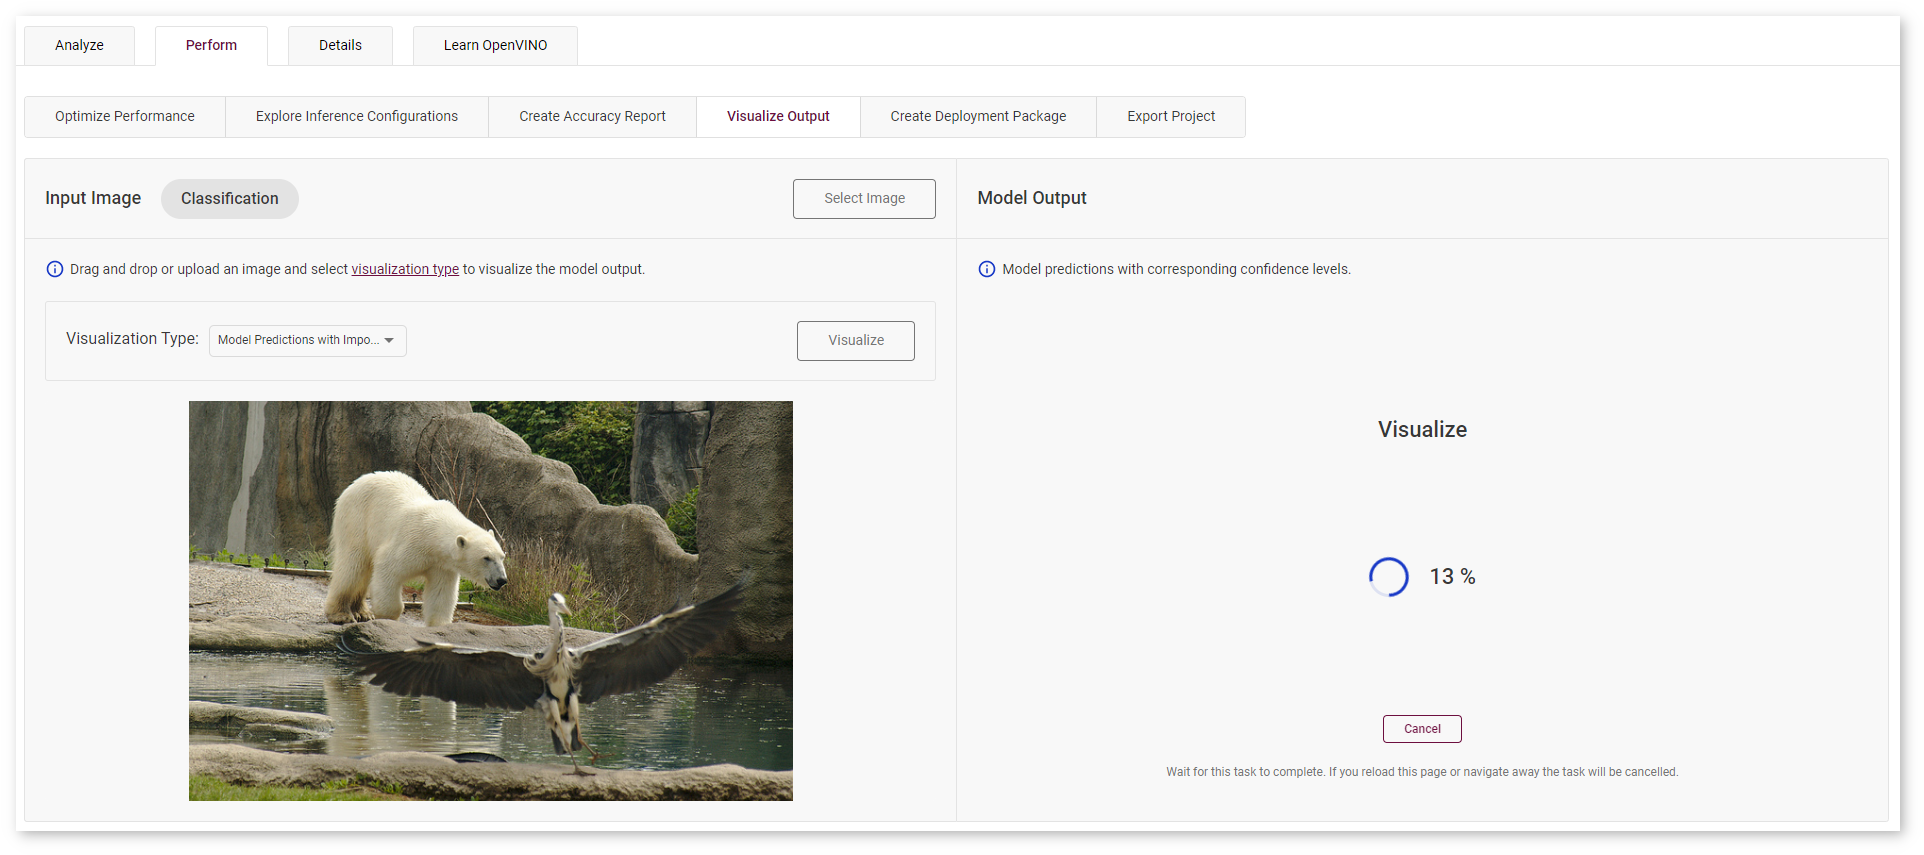 Analyze
Perform
Details
Learn OpenVINO
Optimize Performance
Explore Inference Configurations
Create Accuracy Report
Visualize Output
Create Deployment Package
Export Project
Input Image
Classification
Select Image
Drag and drop or upload an image and select visualization type to visualize the model output.
Visualization Type:
Model Predictions with Impo...
Visualize
Model Output
Model predictions with corresponding confidence levels.
Visualize
13 %
Cancel
Wait for this task to complete. If you reload this page or navigate away the task will be cancelled.